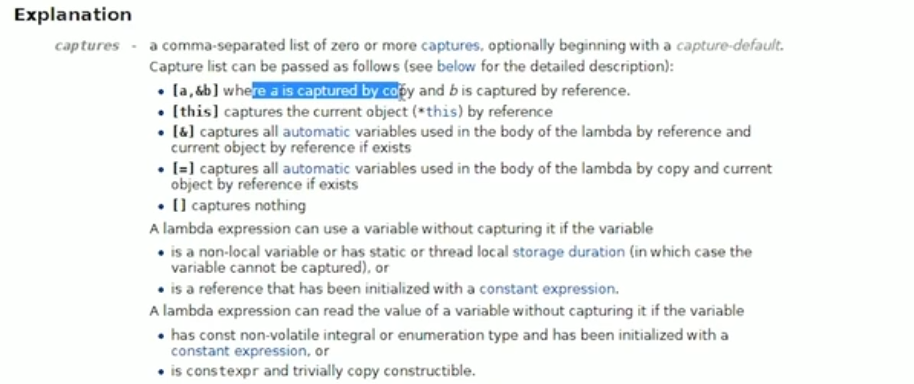 Explanation
captures - a comma-separated list of zero or more captures, optionally beginning with a capture-default.
Capture list can be passed as follows (see below for the detailed description):
• [a,&b] where a is captured by copy and b is captured by reference.
• [this] captures the current object (*this) by reference
• [&] captures all automatic variables used in the body of the lambda by reference and
current object by reference if exists
• [=] captures all automatic variables used in the body of the lambda by copy and current
object by reference if exists
• [] captures nothing
A lambda expression can use a variable without capturing it if the variable
• is a non-local variable or has static or thread local storage duration (in which case the
variable cannot be captured), or
• is a reference that has been initialized with a constant expression.
A lambda expression can read the value of a variable without capturing it if the variable
• has const non-volatile integral or enumeration type and has been initialized with a
constant expression, or
• is constexpr and trivially copy constructible.